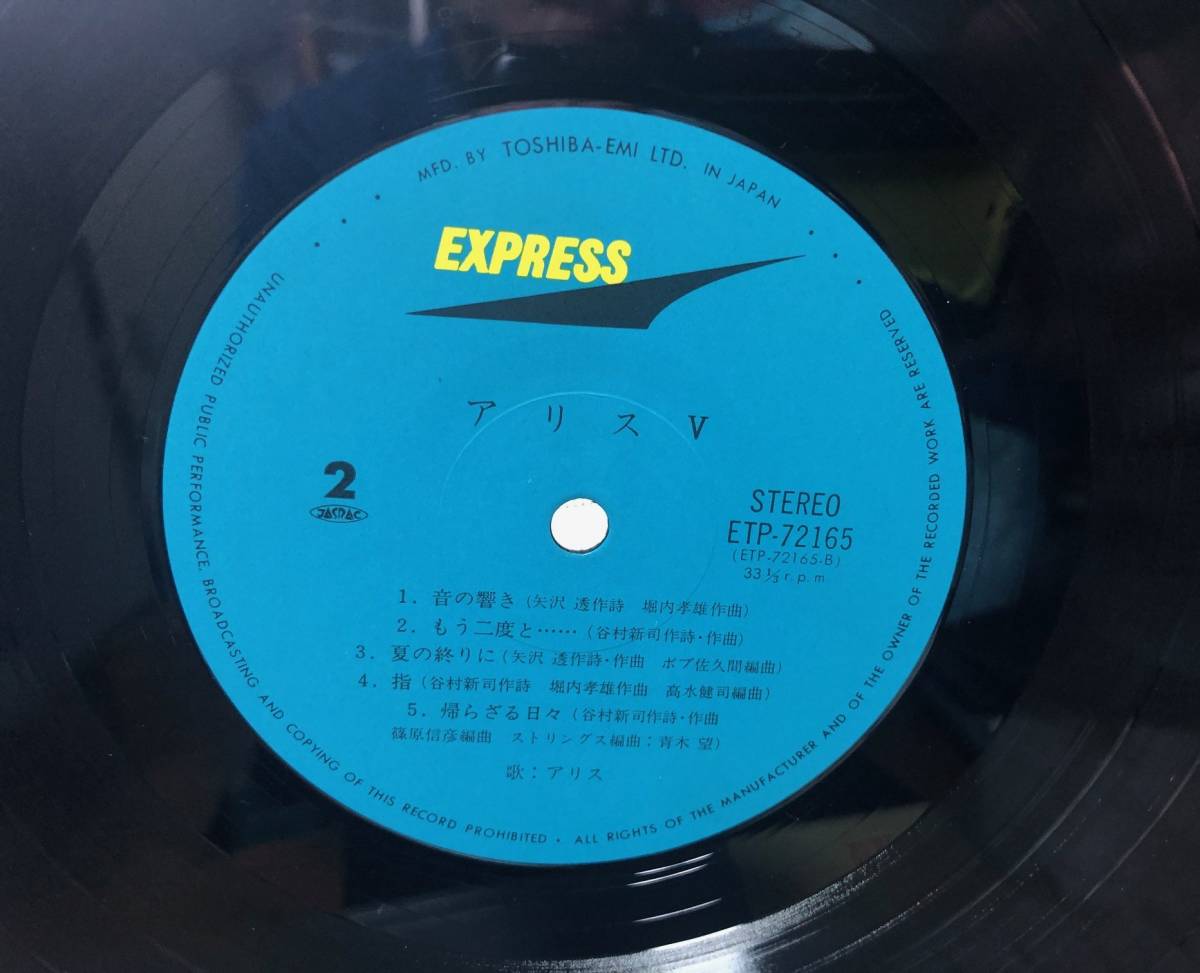 MFD. BY TOSHIBA-EMI LTD. IN JAPAN
EXPRESS
アリス V
2
JASRAC
STEREO
ETP-72165
(ETP-72165-B)
33 1/3 r.p.m
1. 音の響き (矢沢 透作詩 堀内孝雄作曲)
2. もう二度と…… (谷村新司作詩・作曲)
3. 夏の終りに (矢沢 透作詩・作曲 ボブ佐久間編曲)
4. 指 (谷村新司作詩 堀内孝雄作曲 高水健司編曲)
5. 帰らざる日々 (谷村新司作詩・作曲
篠原信彦編曲 ストリングス編曲：青木 望)
歌：アリス
UNAUTHORIZED PUBLIC PERFORMANCE, BROADCASTING AND COPYING OF THIS RECORD PROHIBITED • ALL RIGHTS OF THE MANUFACTURER AND OF THE OWNER OF THE RECORDED WORK ARE RESERVED